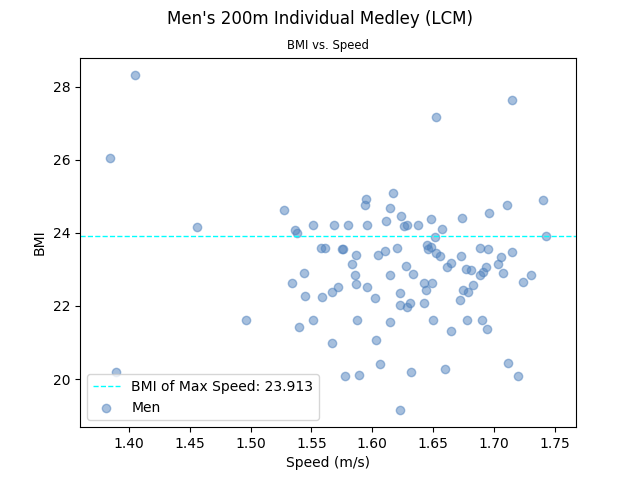 Men's 200m Individual Medley (LCM)
BMI vs. Speed
28
26
24
22
20
BMI
BMI of Max Speed: 23.913
Men
1.40
1.45
1.50
1.55
1.60
1.65
1.70
1.75
Speed (m/s)